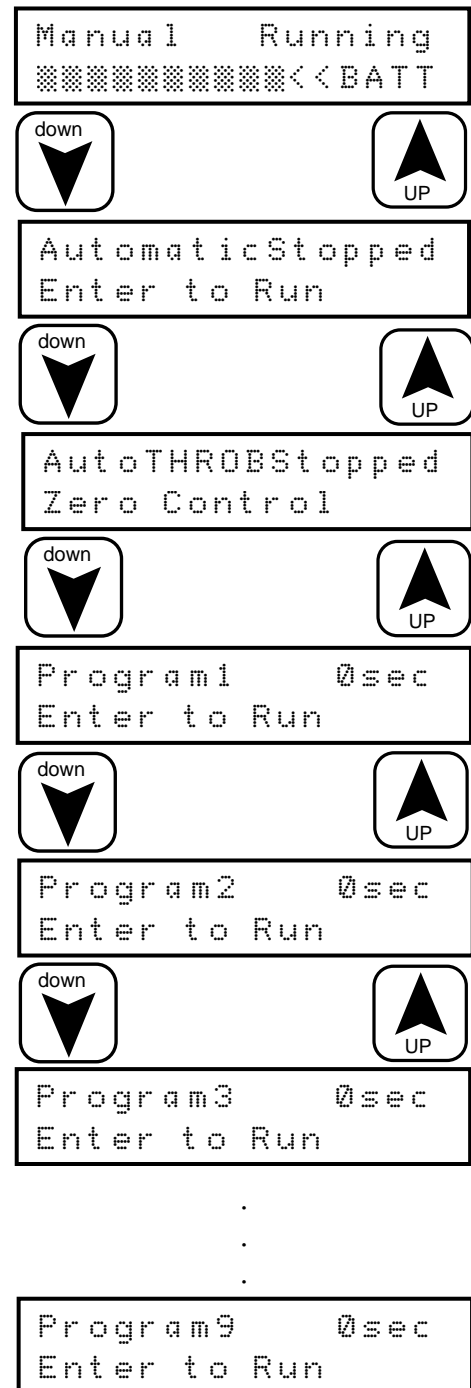 Manual Running
▒▒▒▒▒▒▒▒▒▒<<BATT
down
UP
AutomaticStopped
Enter to Run
down
UP
AutoTHROBStopped
Zero Control
down
UP
Program1 0sec
Enter to Run
down
UP
Program2 0sec
Enter to Run
down
UP
Program3 0sec
Enter to Run
.
.
.
Program9 0sec
Enter to Run